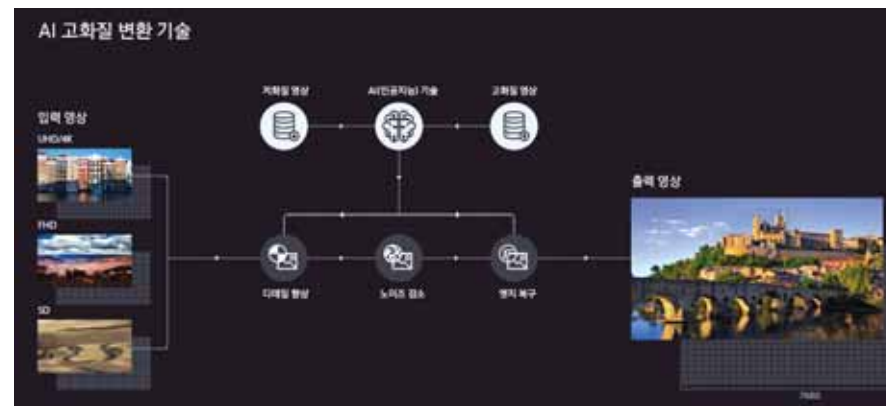 AI 고화질 변환 기술
저화질 영상
AI(인공지능) 기술
고화질 영상
입력 영상
UHD/4K
FHD
SD
디테일 향상
노이즈 감소
엣지 복구
출력 영상
7680